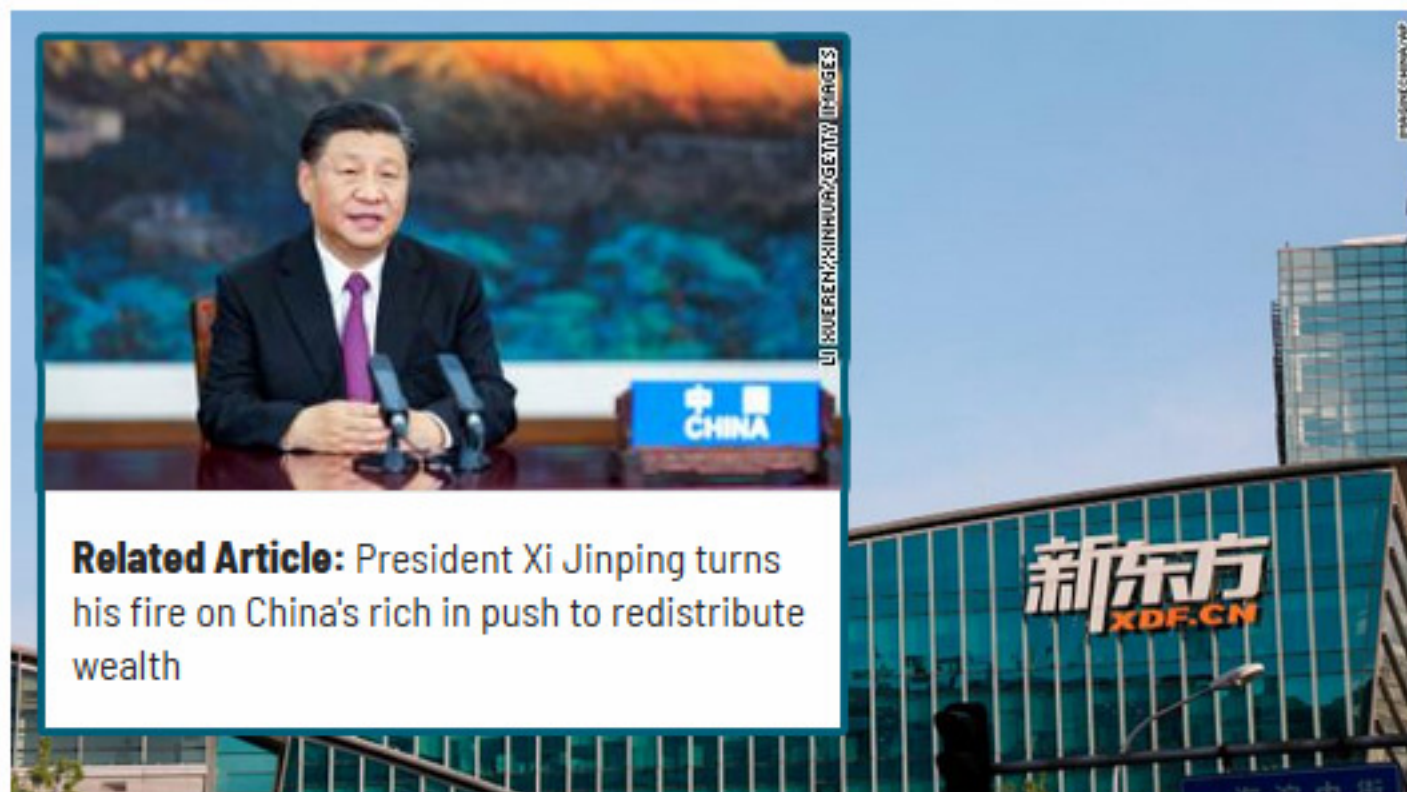 LI XUEREN/XINHUA/GETTY IMAGES
中国
CHINA
Related Article: President Xi Jinping turns
his fire on China's rich in push to redistribute
wealth
新东方
XDF.CN